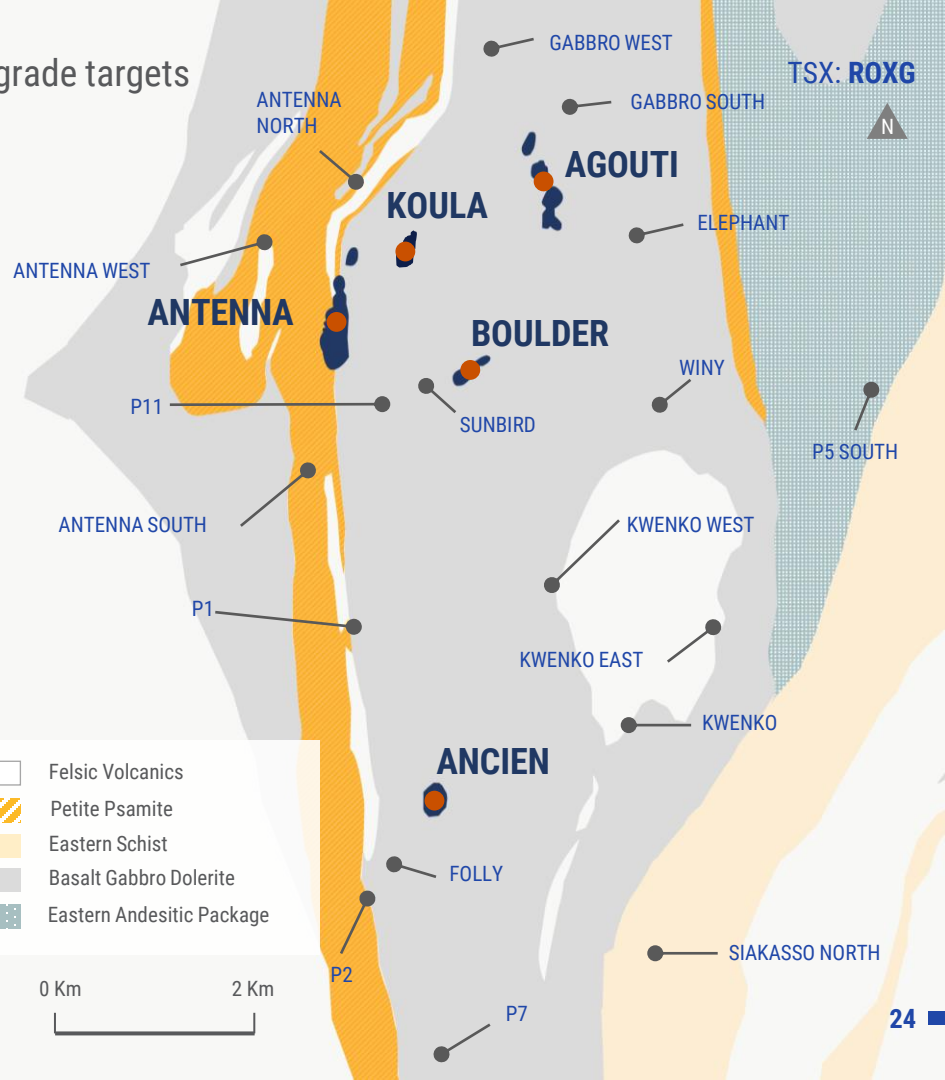 grade targets
GABBRO WEST
TSX: ROXG
ANTENNA
NORTH
GABBRO SOUTH
N
AGOUTI
KOULA
ELEPHANT
ANTENNA WEST
ANTENNA
BOULDER
WINY
P11
SUNBIRD
P5 SOUTH
ANTENNA SOUTH
KWENKO WEST
P1
KWENKO EAST
KWENKO
ANCIEN
Felsic Volcanics
Petite Psamite
Eastern Schist
Basalt Gabbro Dolerite
Eastern Andesitic Package
FOLLY
SIAKASSO NORTH
P2
0 Km
2 Km
P7
24